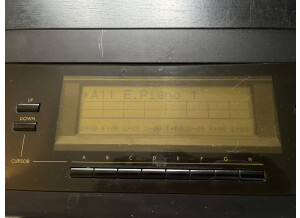 A11 E.Piano 1
UP
DOWN
CURSOR
A B C D E F G H